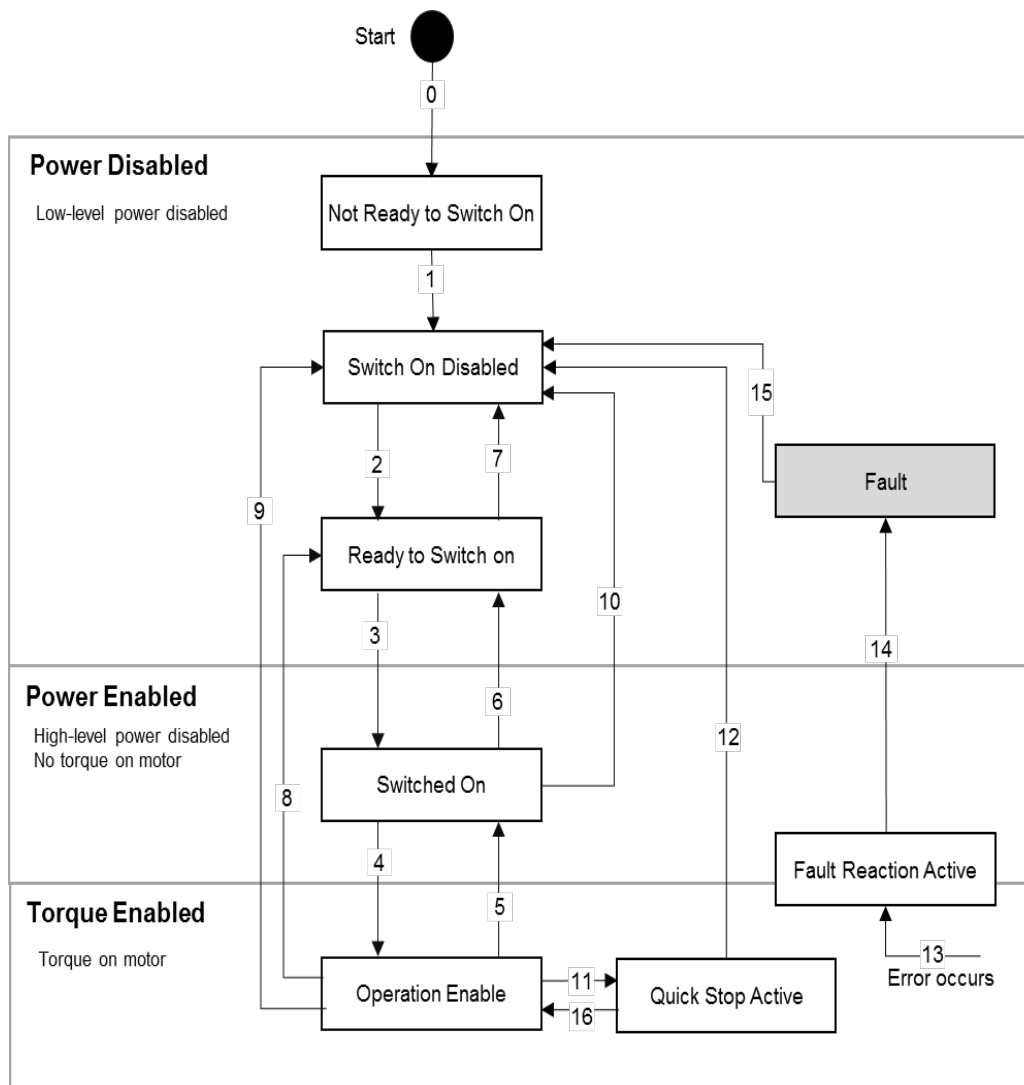 Start
0
Power Disabled
Low-level power disabled
Not Ready to Switch On
1
Switch On Disabled
15
2
7
Fault
9
Ready to Switch on
10
3
14
Power Enabled
6
High-level power disabled
No torque on motor
12
Switched On
8
4
Fault Reaction Active
5
Torque Enabled
13
Torque on motor
Error occurs
11
Operation Enable
Quick Stop Active
16